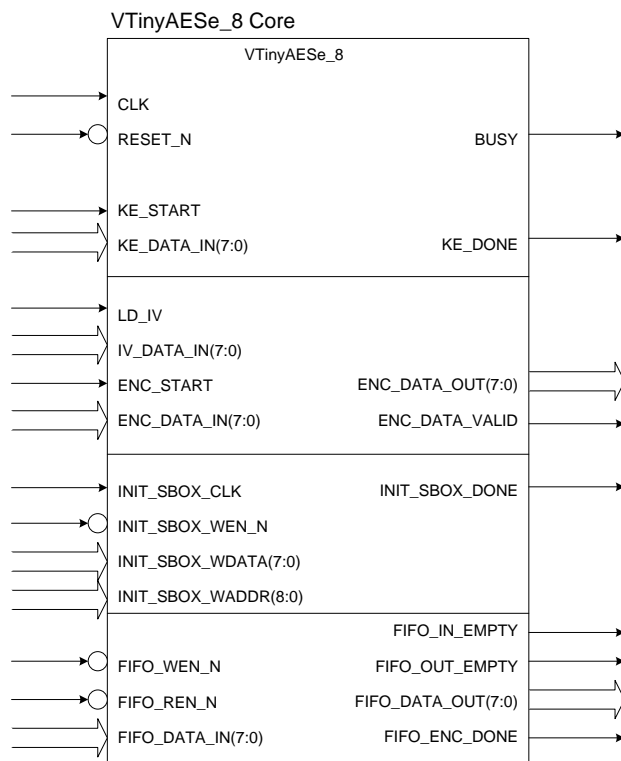 VTinyAESe_8 Core
VTinyAESe_8
CLK
RESET_N
BUSY
KE_START
KE_DATA_IN(7:0)
KE_DONE
LD_IV
IV_DATA_IN(7:0)
ENC_START
ENC_DATA_OUT(7:0)
ENC_DATA_IN(7:0)
ENC_DATA_VALID
INIT_SBOX_CLK
INIT_SBOX_DONE
INIT_SBOX_WEN_N
INIT_SBOX_WDATA(7:0)
INIT_SBOX_WADDR(8:0)
FIFO_IN_EMPTY
FIFO_WEN_N
FIFO_OUT_EMPTY
FIFO_REN_N
FIFO_DATA_OUT(7:0)
FIFO_DATA_IN(7:0)
FIFO_ENC_DONE